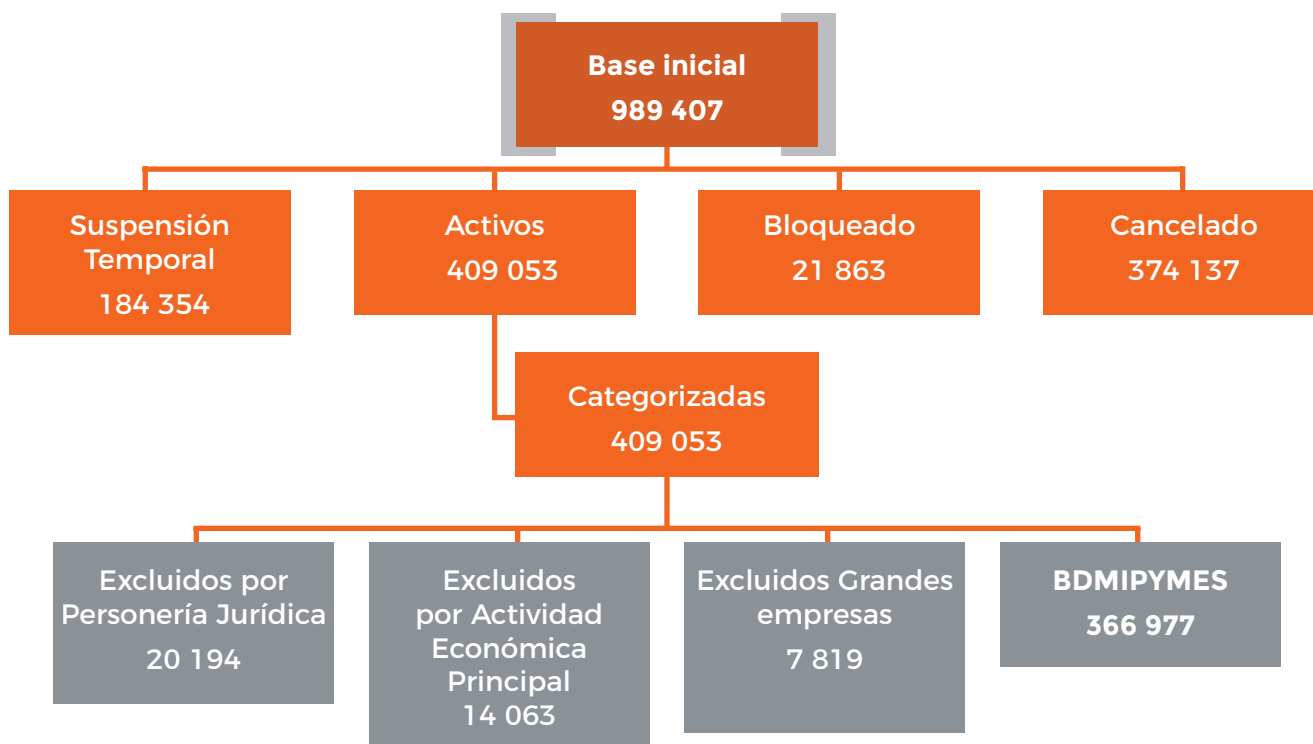 Base inicial
989 407
Suspensión
Temporal
184 354
Activos
409 053
Bloqueado
21 863
Cancelado
374 137
Categorizadas
409 053
Excluidos por
Personería Jurídica
20 194
Excluidos
por Actividad
Económica
Principal
14 063
Excluidos Grandes
empresas
7 819
BDMIPYMES
366 977